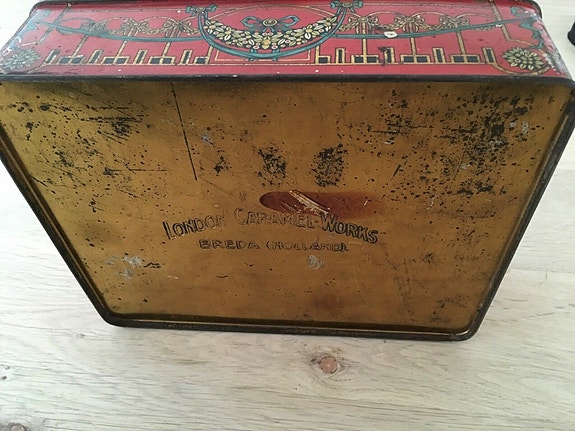 LONDON CARAMEL WORKS
BREDA (HOLLAND).